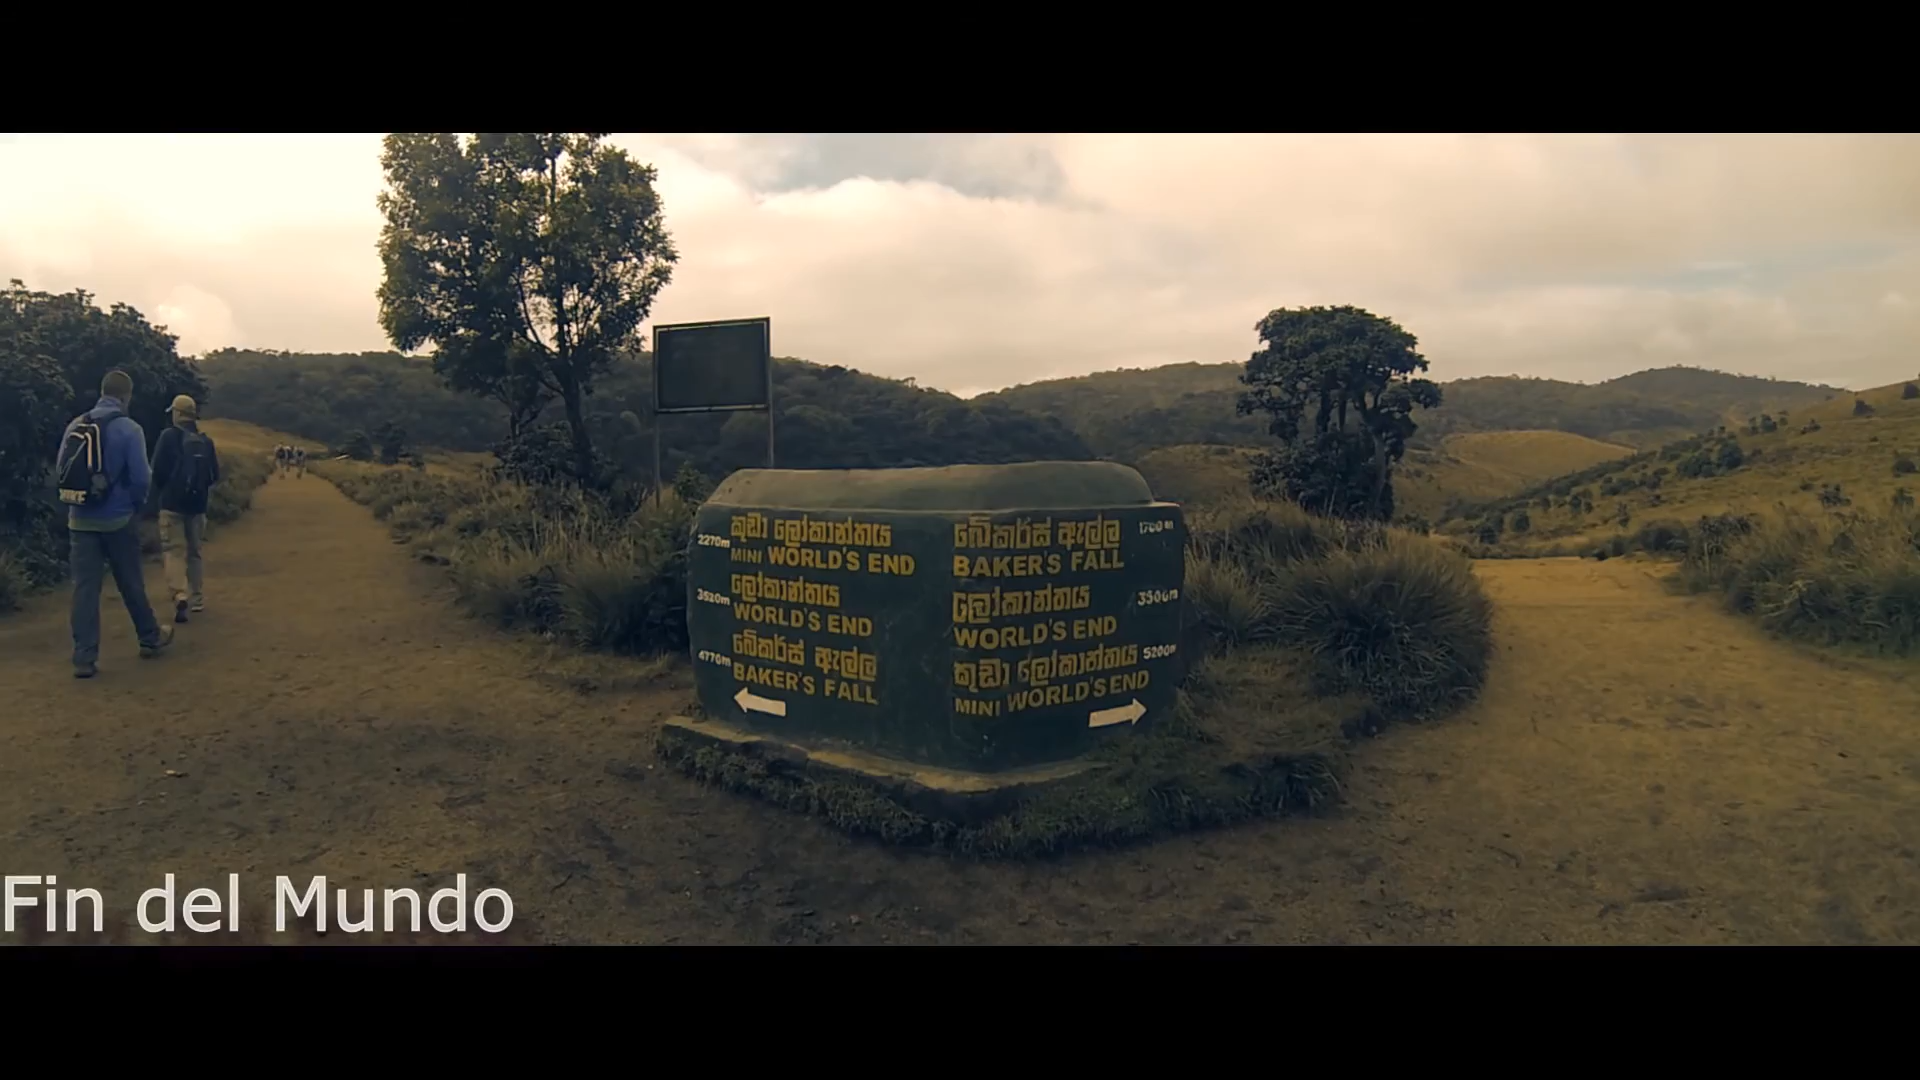 2270m කුඩා ලෝකාන්තය
MINI WORLD'S END
3520m ලෝකාන්තය
WORLD'S END
4770m බේකර්ස් ඇල්ල
BAKER'S FALL
බේකර්ස් ඇල්ල 1700m
BAKER'S FALL
ලෝකාන්තය 3500m
WORLD'S END
කුඩා ලෝකාන්තය 5200m
MINI WORLD'S END
Fin del Mundo